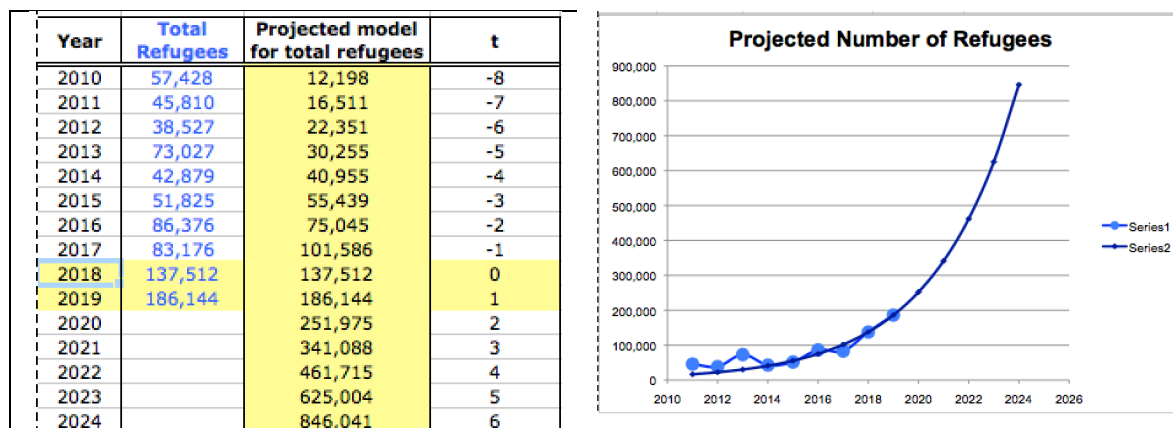 Year Total Refugees Projected model for total refugees t
2010 57,428 12,198 -8
2011 45,810 16,511 -7
2012 38,527 22,351 -6
2013 73,027 30,255 -5
2014 42,879 40,955 -4
2015 51,825 55,439 -3
2016 86,376 75,045 -2
2017 83,176 101,586 -1
2018 137,512 137,512 0
2019 186,144 186,144 1
2020 251,975 2
2021 341,088 3
2022 461,715 4
2023 625,004 5
2024 846,041 6
Projected Number of Refugees
900,000
800,000
700,000
600,000
500,000
400,000
300,000
200,000
100,000
0
2010 2012 2014 2016 2018 2020 2022 2024 2026
Series1
Series2